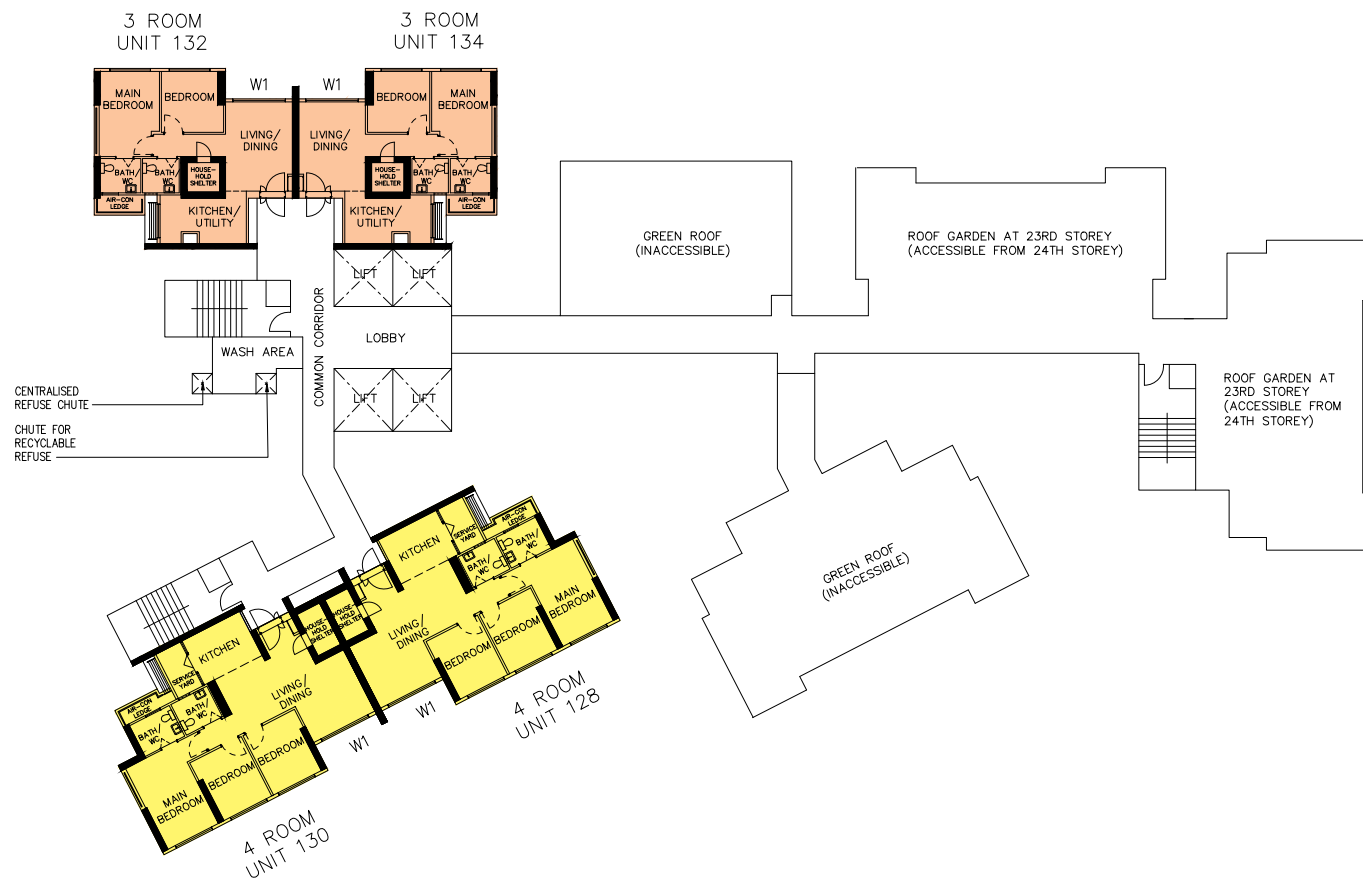 3 ROOM
UNIT 132
3 ROOM
UNIT 134
W1
W1
MAIN
BEDROOM
BEDROOM
LIVING/
DINING
BATH/
WC
BATH/
WC
HOUSE-
HOLD
SHELTER
AIR-CON
LEDGE
KITCHEN/
UTILITY
BEDROOM
MAIN
BEDROOM
LIVING/
DINING
HOUSE-
HOLD
SHELTER
BATH/
WC
BATH/
WC
AIR-CON
LEDGE
KITCHEN/
UTILITY
LIFT
LIFT
COMMON CORRIDOR
LOBBY
WASH AREA
LIFT
LIFT
CENTRALISED
REFUSE CHUTE
CHUTE FOR
RECYCLABLE
REFUSE
GREEN ROOF
(INACCESSIBLE)
ROOF GARDEN AT 23RD STOREY
(ACCESSIBLE FROM 24TH STOREY)
ROOF GARDEN AT
23RD STOREY
(ACCESSIBLE FROM
24TH STOREY)
GREEN ROOF
(INACCESSIBLE)
KITCHEN
SERVICE
YARD
AIR-CON
LEDGE
BATH/
WC
BATH/
WC
HOUSE-
HOLD
SHELTER
LIVING/
DINING
BEDROOM
BEDROOM
MAIN
BEDROOM
W1
4 ROOM
UNIT 128
KITCHEN
SERVICE
YARD
AIR-CON
LEDGE
BATH/
WC
BATH/
WC
HOUSE-
HOLD
SHELTER
LIVING/
DINING
BEDROOM
BEDROOM
MAIN
BEDROOM
W1
4 ROOM
UNIT 130